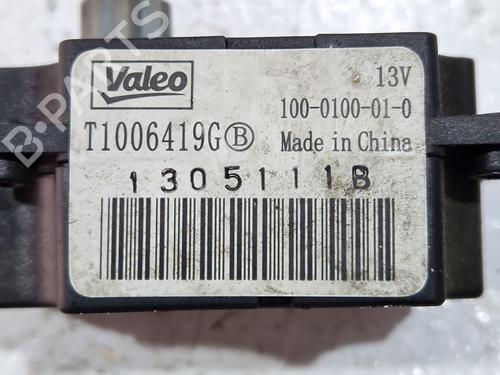 Valeo
13V
100-0100-01-0
T1006419G Ⓑ
Made in China
1305111B
B-PARTS